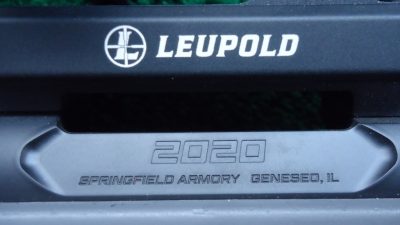 LEUPOLD
2020
SPRINGFIELD ARMORY GENESEO, IL